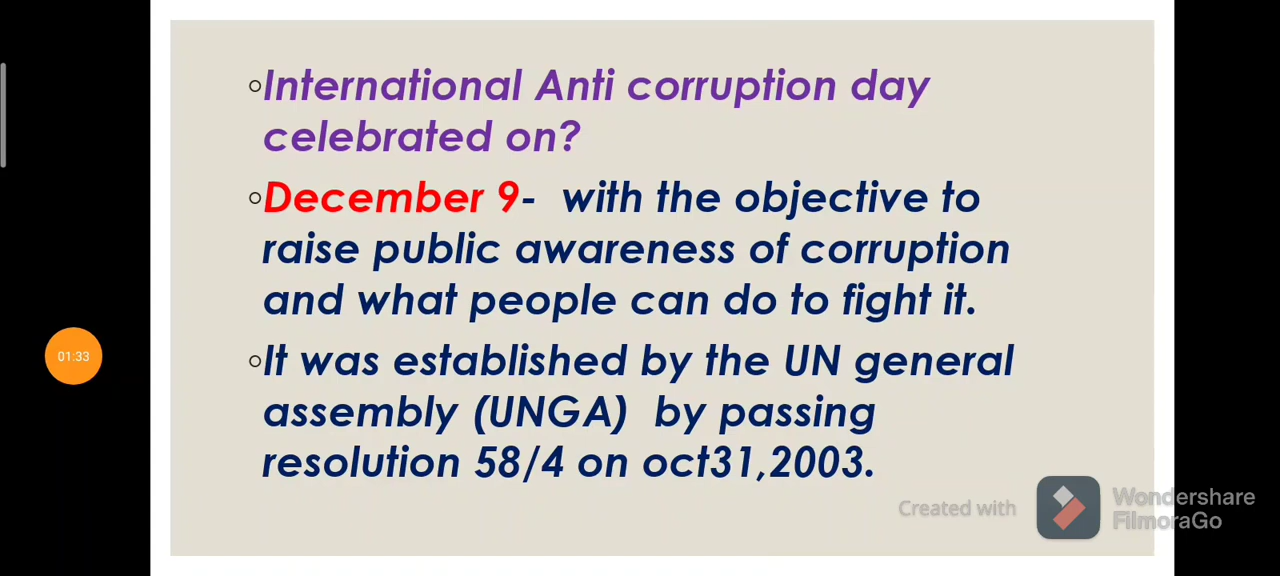 ◦International Anti corruption day
celebrated on?
◦December 9-  with the objective to
raise public awareness of corruption
and what people can do to fight it.
◦It was established by the UN general
assembly (UNGA)  by passing
resolution 58/4 on oct31,2003.
01:33
Created with
Wondershare
FilmoraGo